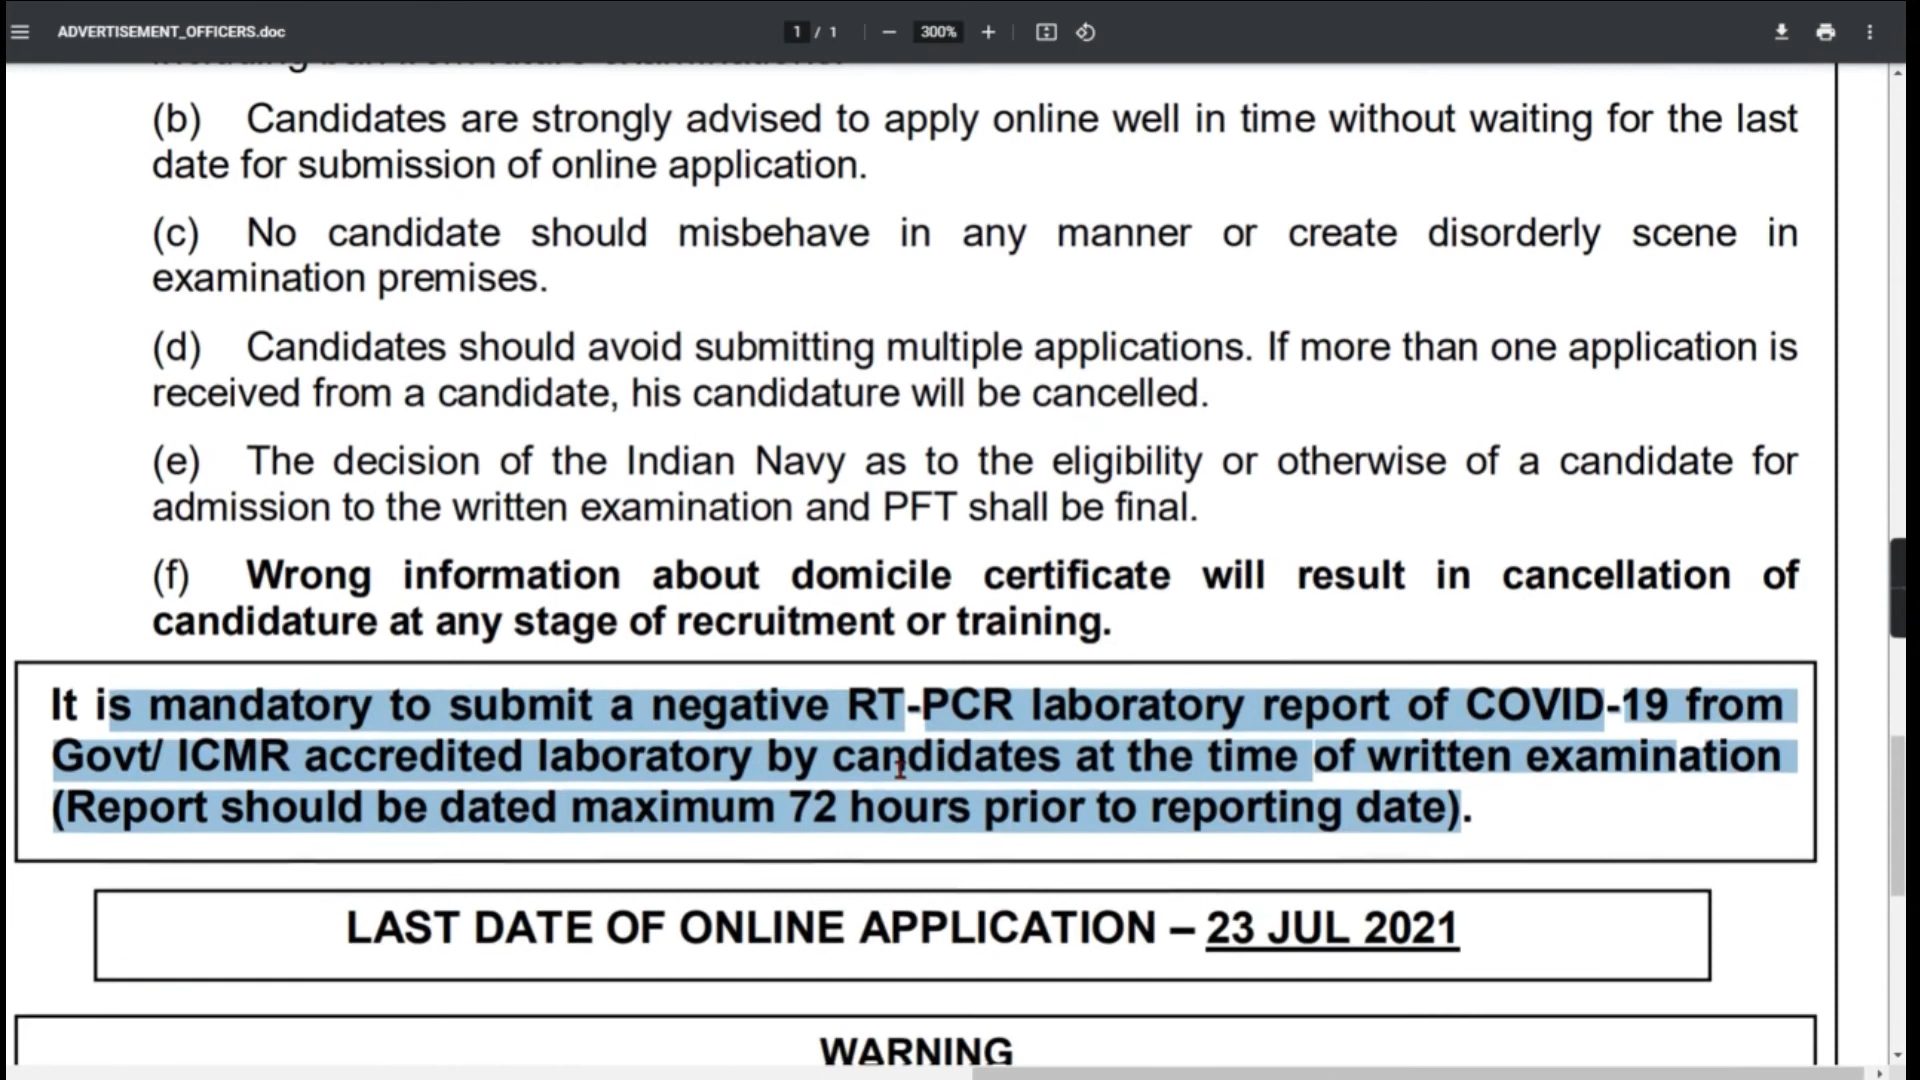 ADVERTISEMENT_OFFICERS.doc
1 / 1
300%
(b) Candidates are strongly advised to apply online well in time without waiting for the last
date for submission of online application.
(c) No candidate should misbehave in any manner or create disorderly scene in
examination premises.
(d) Candidates should avoid submitting multiple applications. If more than one application is
received from a candidate, his candidature will be cancelled.
(e) The decision of the Indian Navy as to the eligibility or otherwise of a candidate for
admission to the written examination and PFT shall be final.
(f) Wrong information about domicile certificate will result in cancellation of
candidature at any stage of recruitment or training.
It is mandatory to submit a negative RT-PCR laboratory report of COVID-19 from
Govt/ ICMR accredited laboratory by candidates at the time of written examination
(Report should be dated maximum 72 hours prior to reporting date).
LAST DATE OF ONLINE APPLICATION – 23 JUL 2021
WARNING